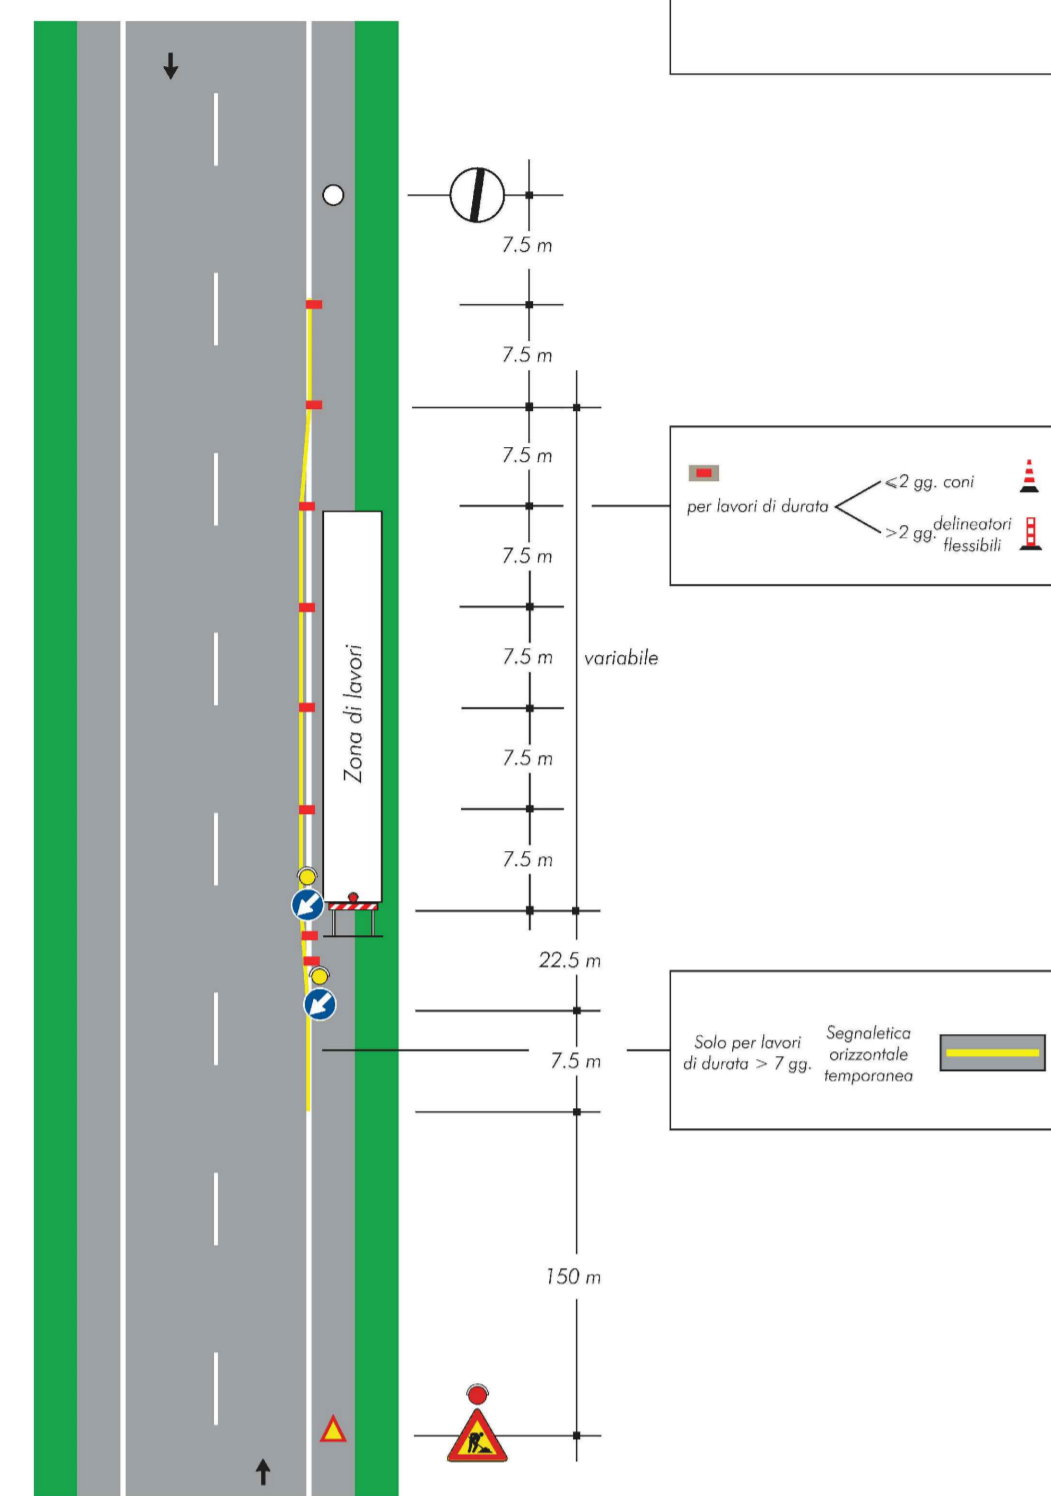 7.5 m
7.5 m
7.5 m
⩽2 gg. coni
per lavori di durata
>2 gg. delineatori
flessibili
7.5 m
Zona di lavori
7.5 m
variabile
7.5 m
7.5 m
22.5 m
Solo per lavori
di durata > 7 gg.
Segnaletica
orizzontale
temporanea
7.5 m
150 m